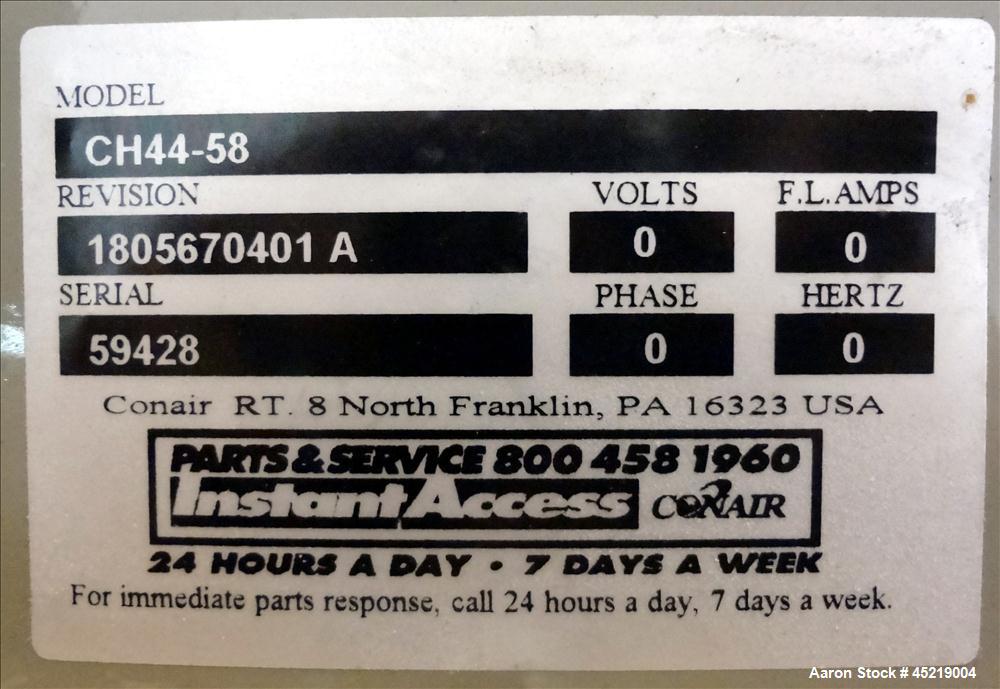 MODEL
CH44-58
REVISION VOLTS F.L.AMPS
1805670401 A 0 0
SERIAL PHASE HERTZ
59428 0 0
Conair RT. 8 North Franklin, PA 16323 USA
PARTS & SERVICE 800 458 1960
Instant Access CONAIR
24 HOURS A DAY • 7 DAYS A WEEK
For immediate parts response, call 24 hours a day, 7 days a week.
Aaron Stock # 45219004